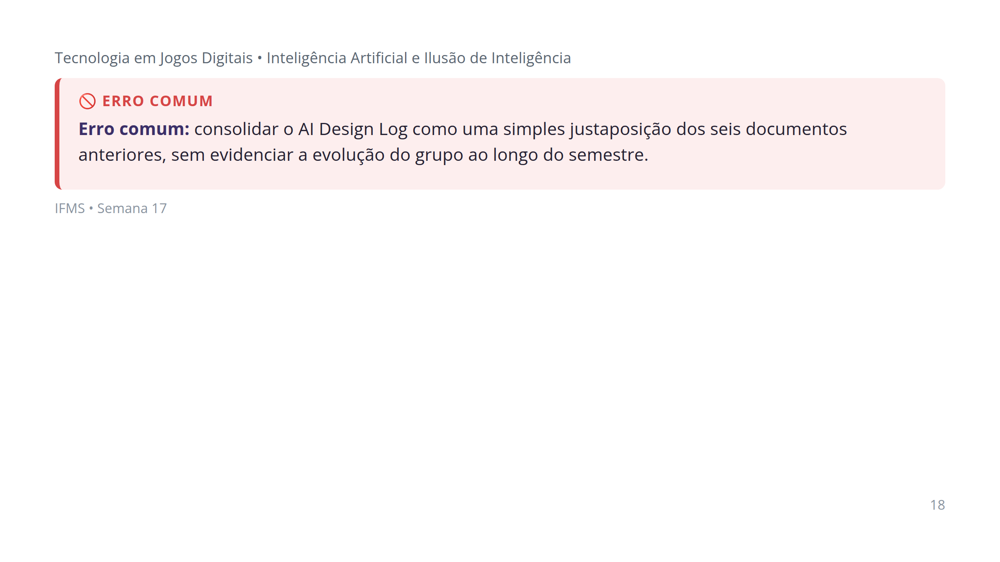 Tecnologia em Jogos Digitais • Inteligência Artificial e Ilusão de Inteligência
🚫 ERRO COMUM
Erro comum: consolidar o AI Design Log como uma simples justaposição dos seis documentos
anteriores, sem evidenciar a evolução do grupo ao longo do semestre.
IFMS • Semana 17
18